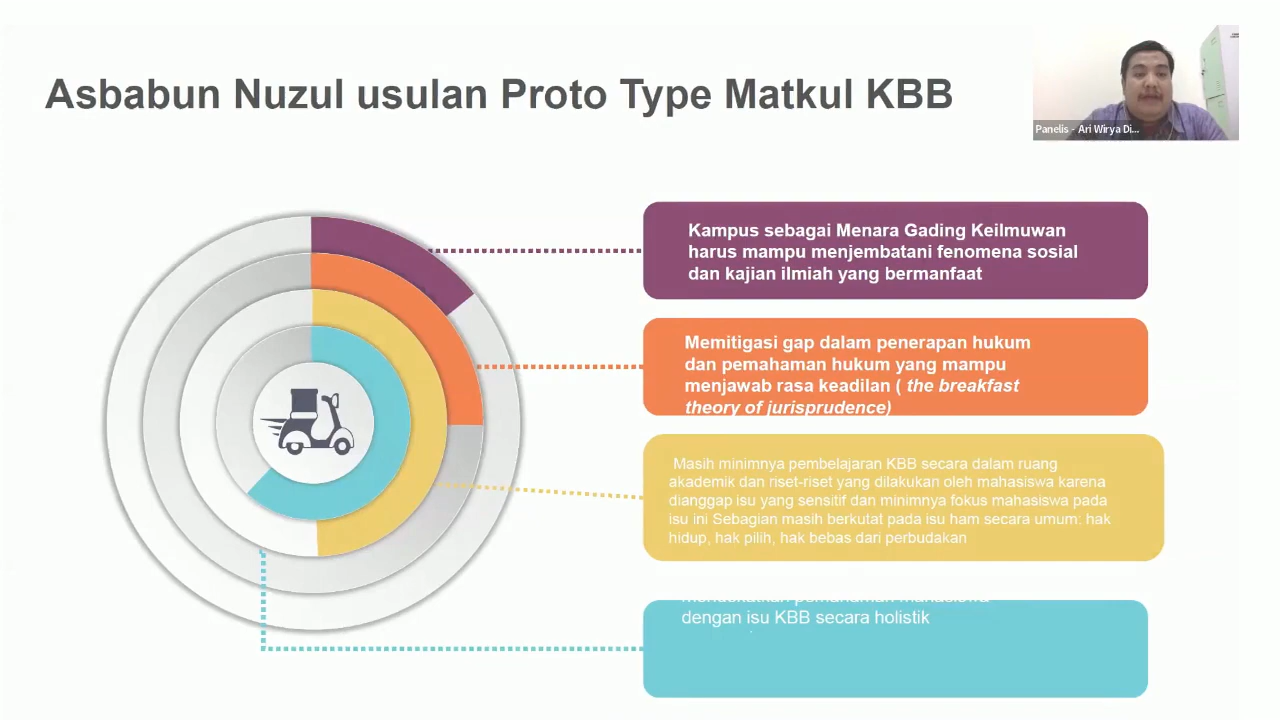 Asbabun Nuzul usulan Proto Type Matkul KBB
Panelis - Ari Wirya Di...
Kampus sebagai Menara Gading Keilmuwan
harus mampu menjembatani fenomena sosial
dan kajian ilmiah yang bermanfaat
Memitigasi gap dalam penerapan hukum
dan pemahaman hukum yang mampu
menjawab rasa keadilan ( the breakfast
theory of jurisprudence)
Masih minimnya pembelajaran KBB secara dalam ruang
akademik dan riset-riset yang dilakukan oleh mahasiswa karena
dianggap isu yang sensitif dan minimnya fokus mahasiswa pada
isu ini Sebagian masih berkutat pada isu ham secara umum: hak
hidup, hak pilih, hak bebas dari perbudakan
pemahaman mahasiswa
dengan isu KBB secara holistik